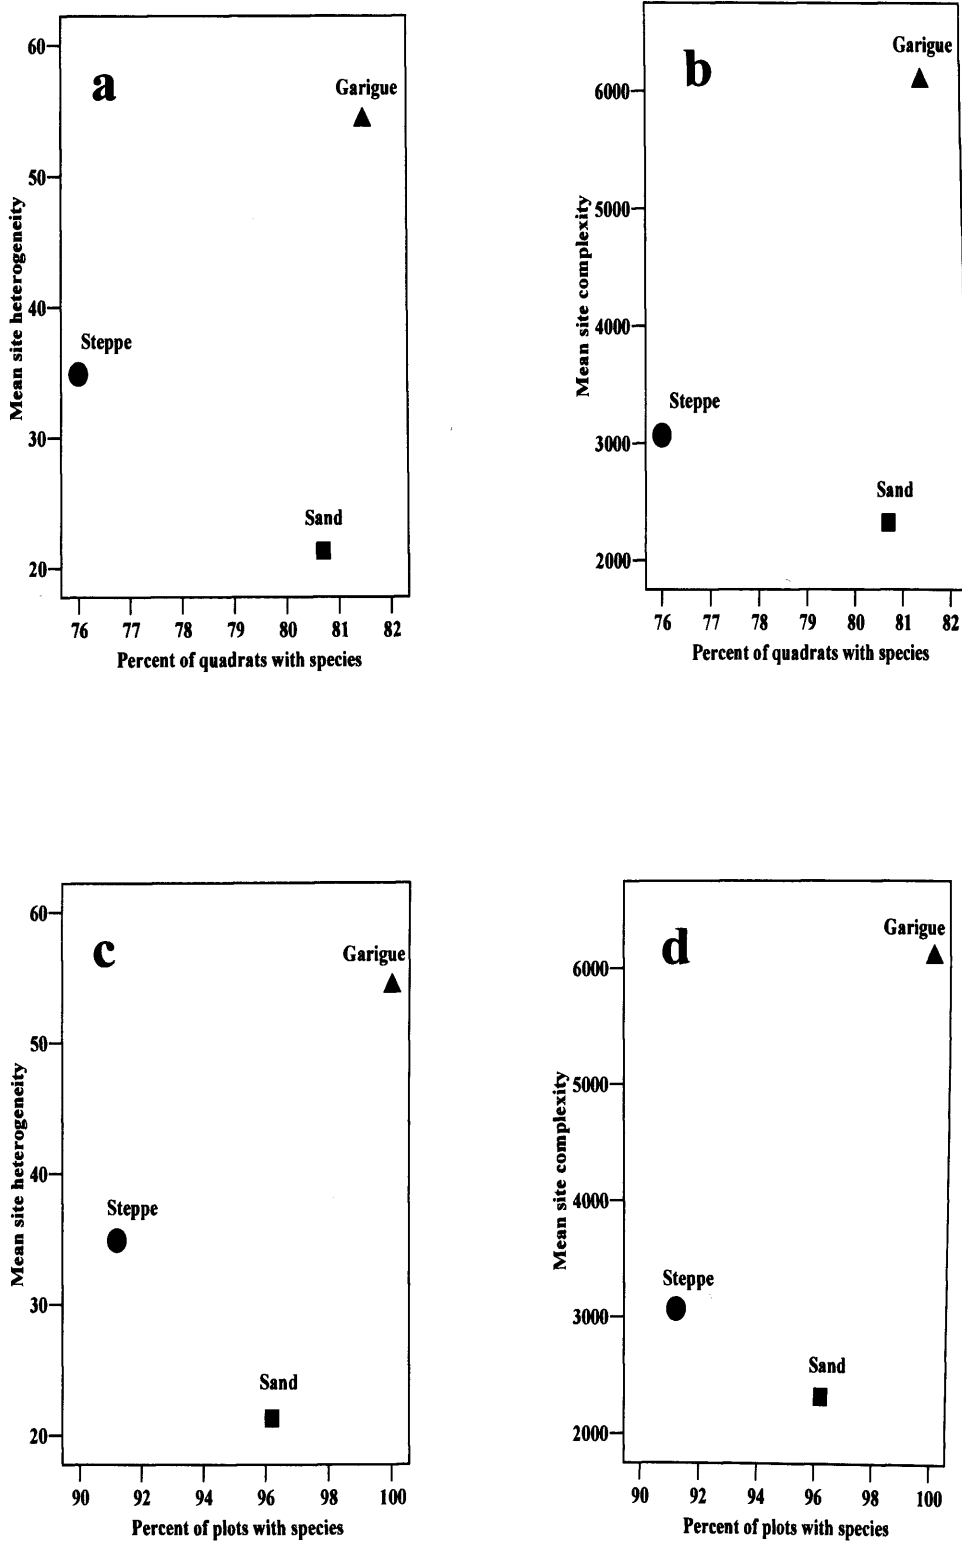 60
a
Garigue
50
Mean site heterogeneity
40
Steppe
30
Sand
20
76 77 78 79 80 81 82
Percent of quadrats with species
b
Garigue
6000
5000
Mean site complexity
4000
Steppe
3000
Sand
2000
76 77 78 79 80 81 82
Percent of quadrats with species
60
c
Garigue
50
Mean site heterogeneity
40
Steppe
30
Sand
20
90 92 94 96 98 100
Percent of plots with species
d
Garigue
6000
5000
Mean site complexity
4000
Steppe
3000
Sand
2000
90 92 94 96 98 100
Percent of plots with species